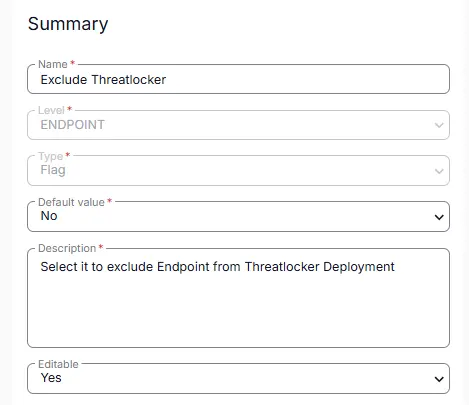 Summary
Name *
Exclude Threatlocker
Level *
ENDPOINT
Type *
Flag
Default value *
No
Description *
Select it to exclude Endpoint from Threatlocker Deployment
Editable
Yes